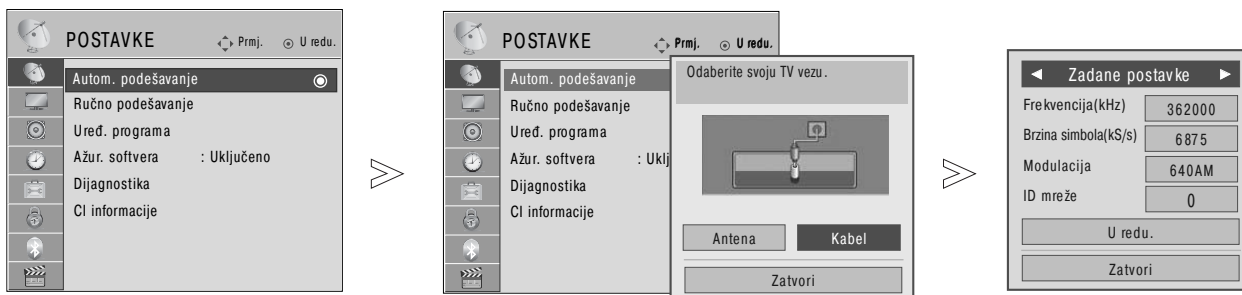 POSTAVKE Prmj. U redu.
Autom. podešavanje
Ručno podešavanje
Uređ. programa
Ažur. softvera : Uključeno
Dijagnostika
CI informacije
POSTAVKE Prmj. U redu.
Autom. podešavanje
Ručno podešavanje
Uređ. programa
Ažur. softvera : Uklj
Dijagnostika
CI informacije
Odaberite svoju TV vezu.
Antena Kabel
Zatvori
Zadane postavke
Frekvencija(kHz) 362000
Brzina simbola(kS/s) 6875
Modulacija 640AM
ID mreže 0
U redu.
Zatvori